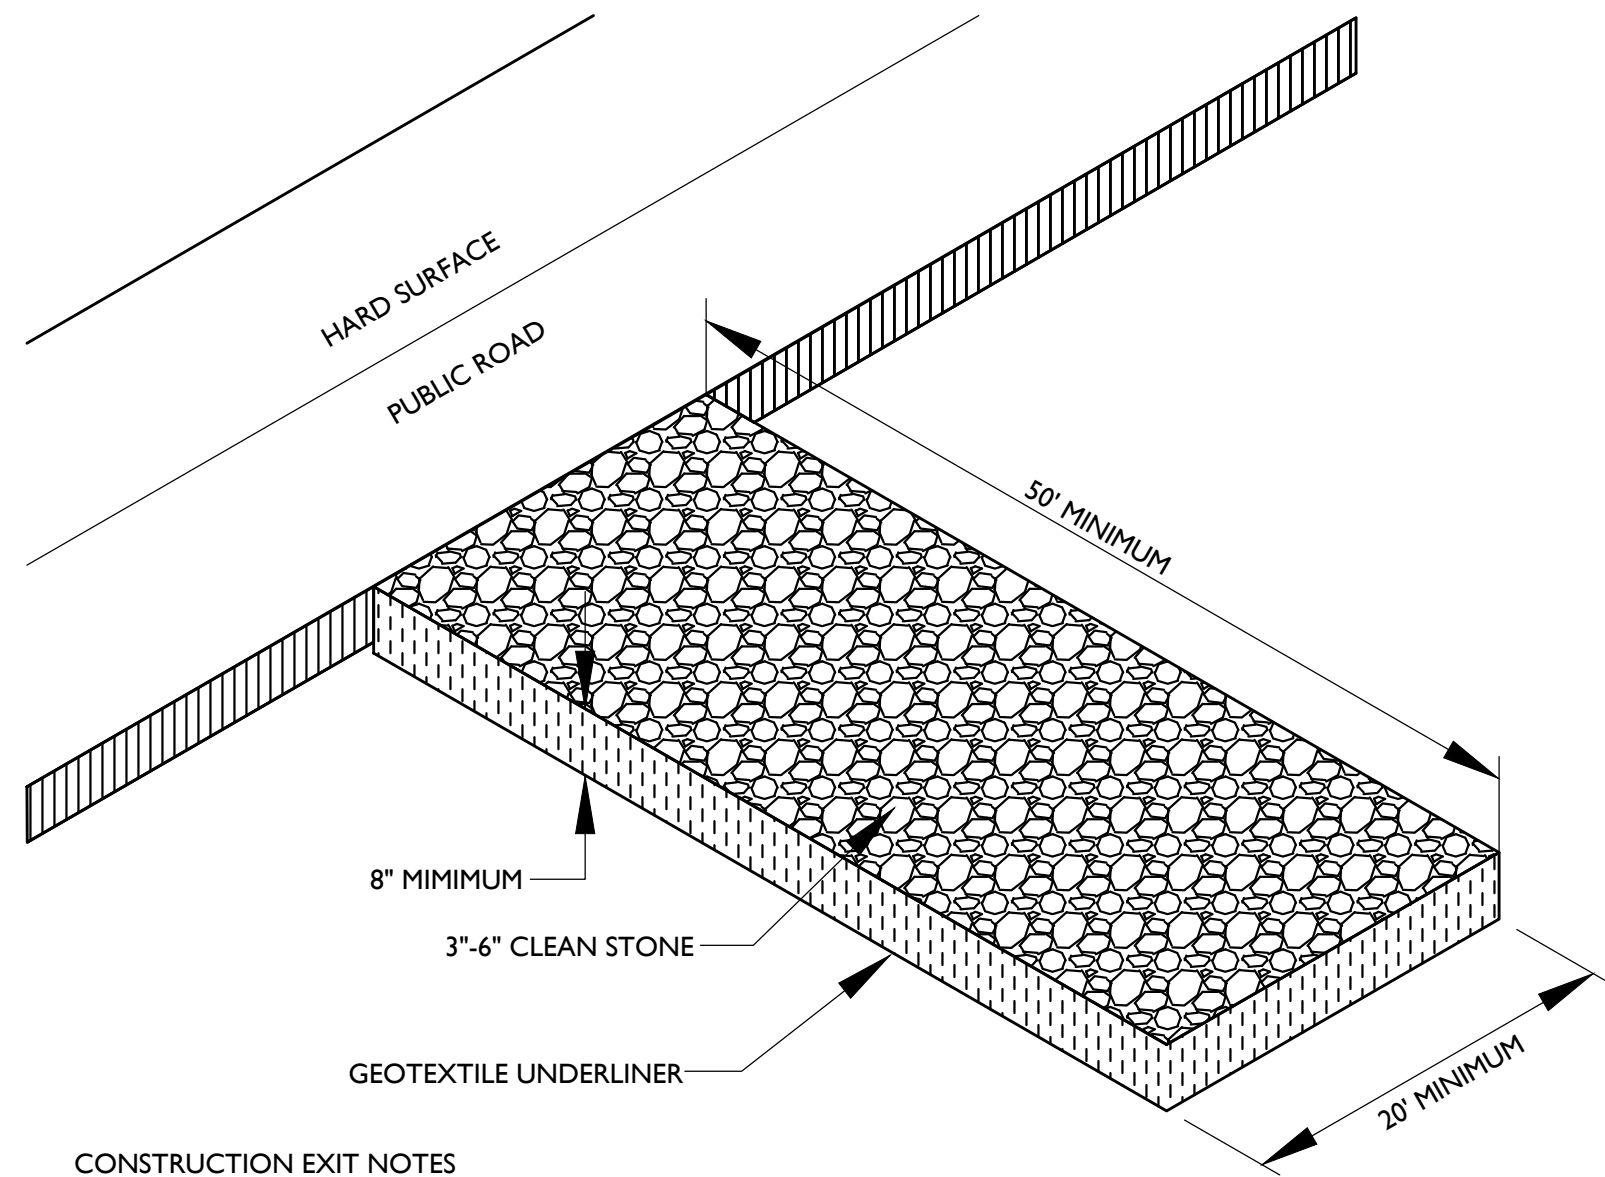 HARD SURFACE
PUBLIC ROAD
50' MINIMUM
8" MIMIMUM
3"-6" CLEAN STONE
GEOTEXTILE UNDERLINER
20' MINIMUM
CONSTRUCTION EXIT NOTES